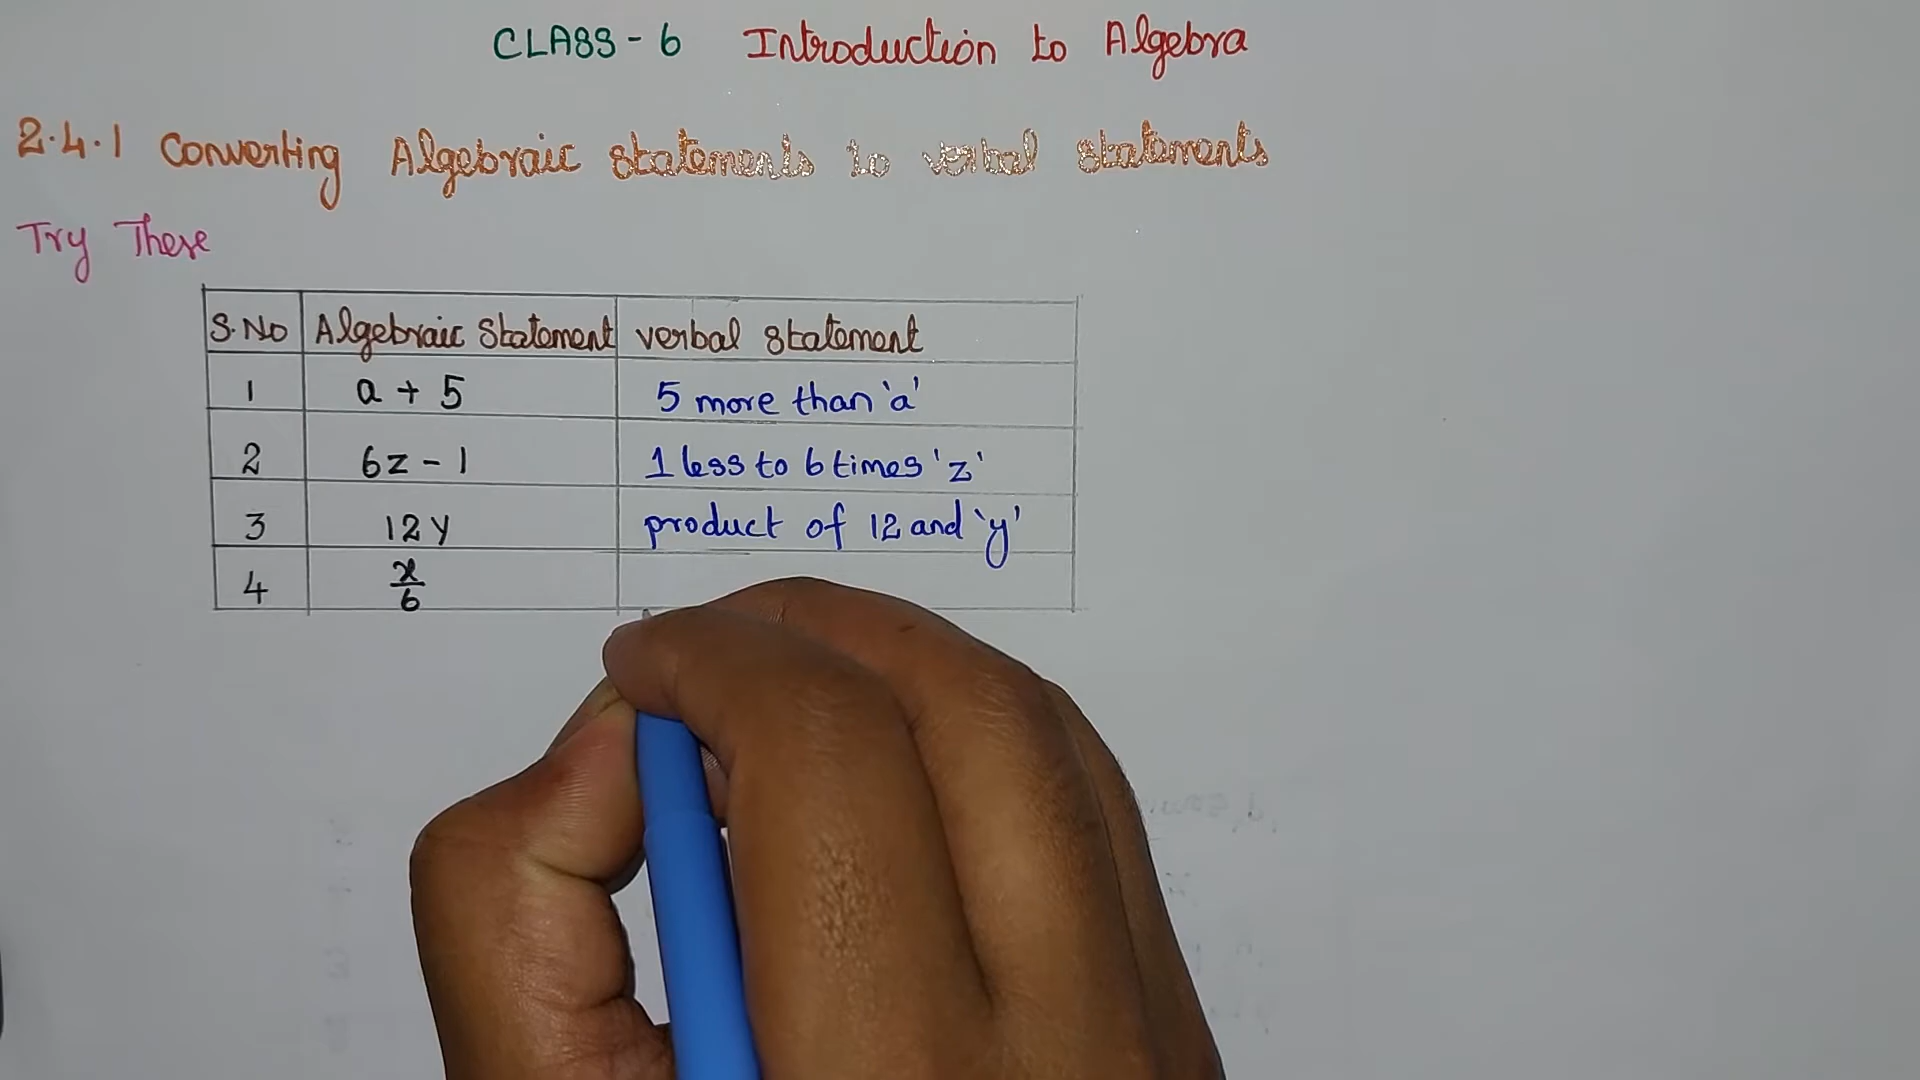 CLASS - 6 Introduction to Algebra
2.4.1 Converting Algebraic statements to verbal statements
Try These
S.No Algebraic Statement verbal statement
1 a + 5 5 more than 'a'
2 6z - 1 1 less to 6 times 'z'
3 12y product of 12 and 'y'
4 x/6